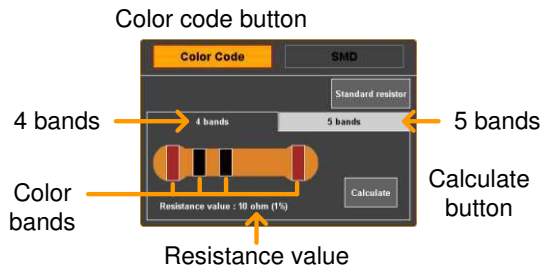 Color code button
Color Code
SMD
Standard resistor
4 bands
4 bands
5 bands
5 bands
Color
bands
Calculate
Calculate
button
Resistance value : 10 ohm (1%)
Resistance value